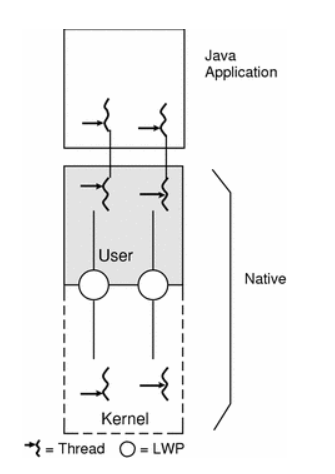 Java
Application
User
Native
Kernel
= Thread = LWP